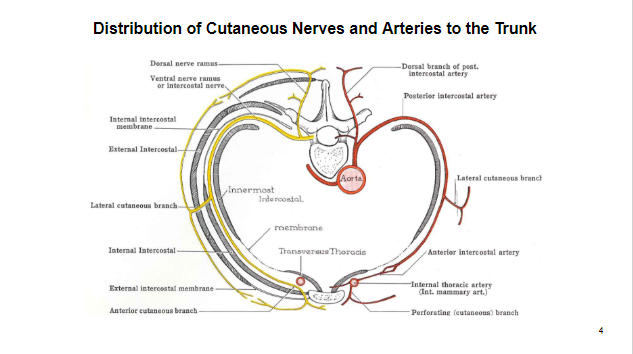 Distribution of Cutaneous Nerves and Arteries to the Trunk
Dorsal nerve ramus
Ventral nerve ramus
or intercostal nerve
Internal intercostal
membrane
External Intercostal
Lateral cutaneous branch
Internal Intercostal
External intercostal membrane
Anterior cutaneous branch
Innermost
Intercostal
membrane
Transversus Thoracis
Aorta
Dorsal branch of post.
intercostal artery
Posterior intercostal artery
Lateral cutaneous branch
Anterior intercostal artery
Internal thoracic artery
(Int. mammary art.)
Perforating (cutaneous) branch
4